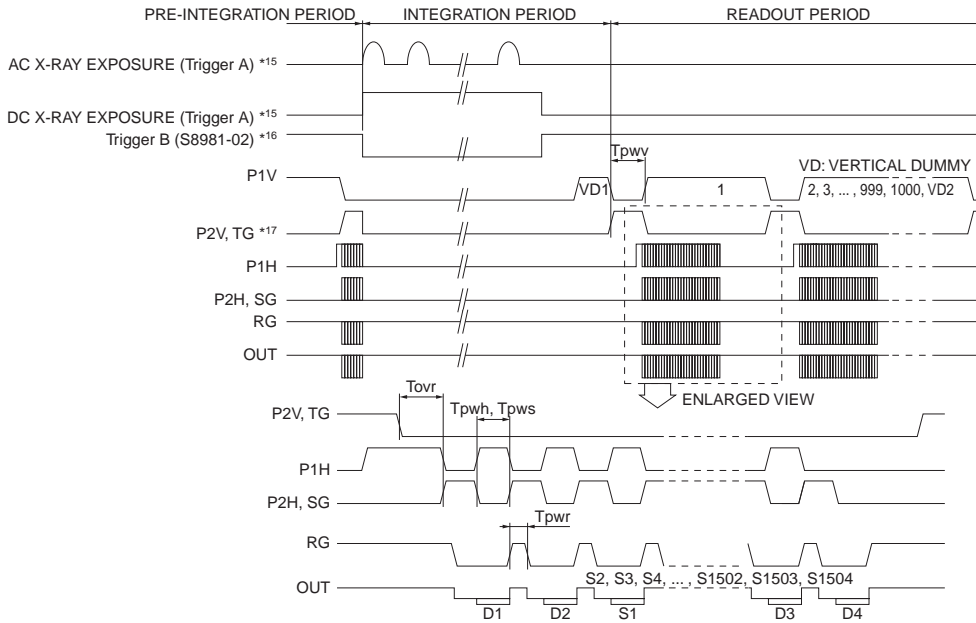 PRE-INTEGRATION PERIOD INTEGRATION PERIOD READOUT PERIOD
AC X-RAY EXPOSURE (Trigger A) *15
DC X-RAY EXPOSURE (Trigger A) *15
Trigger B (S8981-02) *16
Tpwv
VD: VERTICAL DUMMY
P1V
VD1 1 2, 3, ... , 999, 1000, VD2
P2V, TG *17
P1H
P2H, SG
RG
OUT
ENLARGED VIEW
Tovr
Tpwh, Tpws
P2V, TG
P1H
P2H, SG
Tpwr
RG
S2, S3, S4, ... , S1502, S1503, S1504
OUT
D1 D2 S1 D3 D4